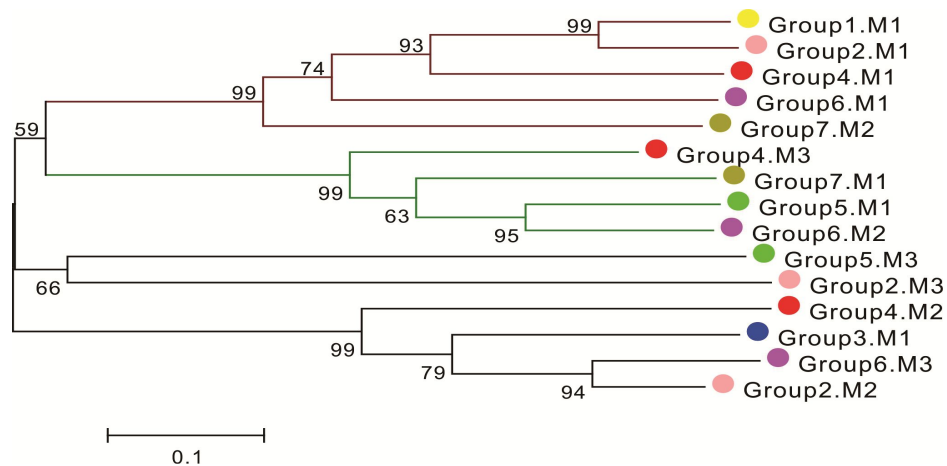 99
Group1.M1
Group2.M1
93
Group4.M1
74
Group6.M1
99
Group7.M2
59
Group4.M3
99
Group7.M1
63
Group5.M1
95
Group6.M2
Group5.M3
66
Group2.M3
Group4.M2
99
Group3.M1
79
Group6.M3
94
Group2.M2
0.1